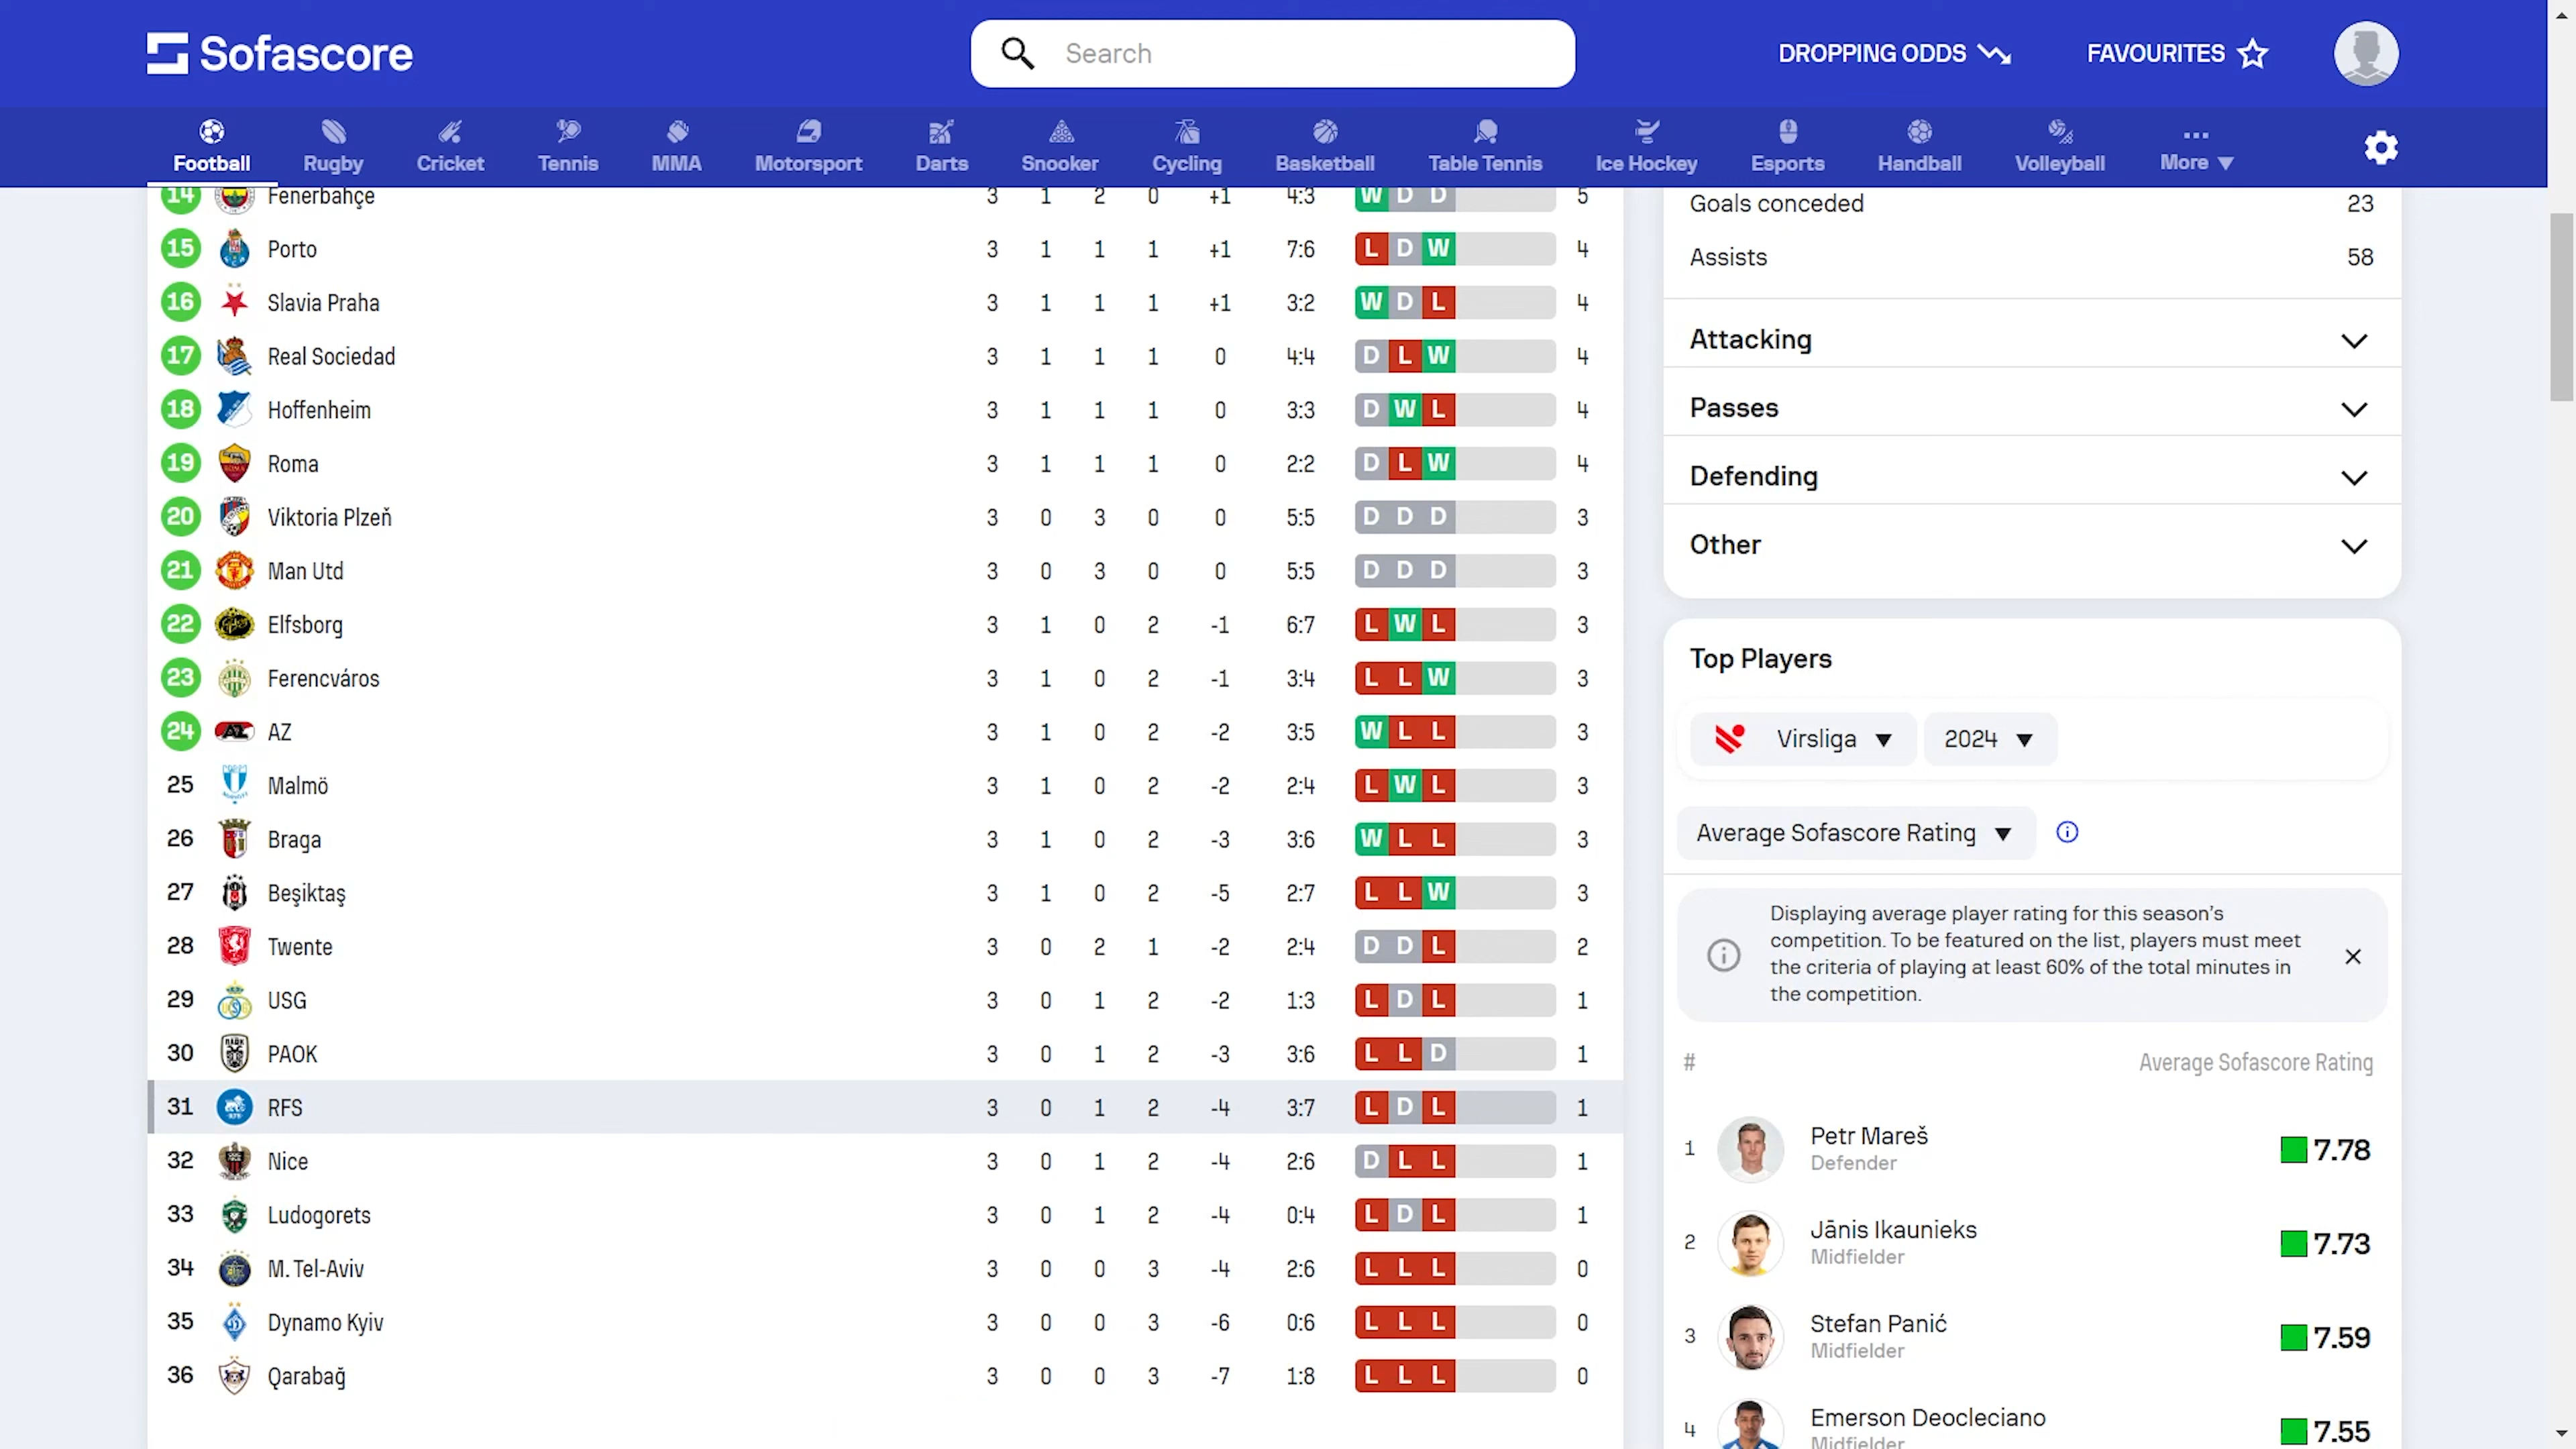 Sofascore
Search
DROPPING ODDS
FAVOURITES
Football Rugby Cricket Tennis MMA Motorsport Darts Snooker Cycling Basketball Table Tennis Ice Hockey Esports Handball Volleyball More
14 Fenerbahçe 3 1 2 0 +1 4:3 W D D 5
15 Porto 3 1 1 1 +1 7:6 L D W 4
16 Slavia Praha 3 1 1 1 +1 3:2 W D L 4
17 Real Sociedad 3 1 1 1 0 4:4 D L W 4
18 Hoffenheim 3 1 1 1 0 3:3 D W L 4
19 Roma 3 1 1 1 0 2:2 D L W 4
20 Viktoria Plzeň 3 0 3 0 0 5:5 D D D 3
21 Man Utd 3 0 3 0 0 5:5 D D D 3
22 Elfsborg 3 1 0 2 -1 6:7 L W L 3
23 Ferencváros 3 1 0 2 -1 3:4 L L W 3
24 AZ 3 1 0 2 -2 3:5 W L L 3
25 Malmö 3 1 0 2 -2 2:4 L W L 3
26 Braga 3 1 0 2 -3 3:6 W L L 3
27 Beşiktaş 3 1 0 2 -5 2:7 L L W 3
28 Twente 3 0 2 1 -2 2:4 D D L 2
29 USG 3 0 1 2 -2 1:3 L D L 1
30 PAOK 3 0 1 2 -3 3:6 L L D 1
31 RFS 3 0 1 2 -4 3:7 L D L 1
32 Nice 3 0 1 2 -4 2:6 D L L 1
33 Ludogorets 3 0 1 2 -4 0:4 L D L 1
34 M. Tel-Aviv 3 0 0 3 -4 2:6 L L L 0
35 Dynamo Kyiv 3 0 0 3 -6 0:6 L L L 0
36 Qarabağ 3 0 0 3 -7 1:8 L L L 0
Goals conceded 23
Assists 58
Attacking
Passes
Defending
Other
Top Players
Virsliga 2024
Average Sofascore Rating
Displaying average player rating for this season's
competition. To be featured on the list, players must meet
the criteria of playing at least 60% of the total minutes in
the competition.
# Average Sofascore Rating
1 Petr Mareš 7.78
Defender
2 Jānis Ikaunieks 7.73
Midfielder
3 Stefan Panić 7.59
Midfielder
4 Emerson Deocleciano 7.55
Midfielder